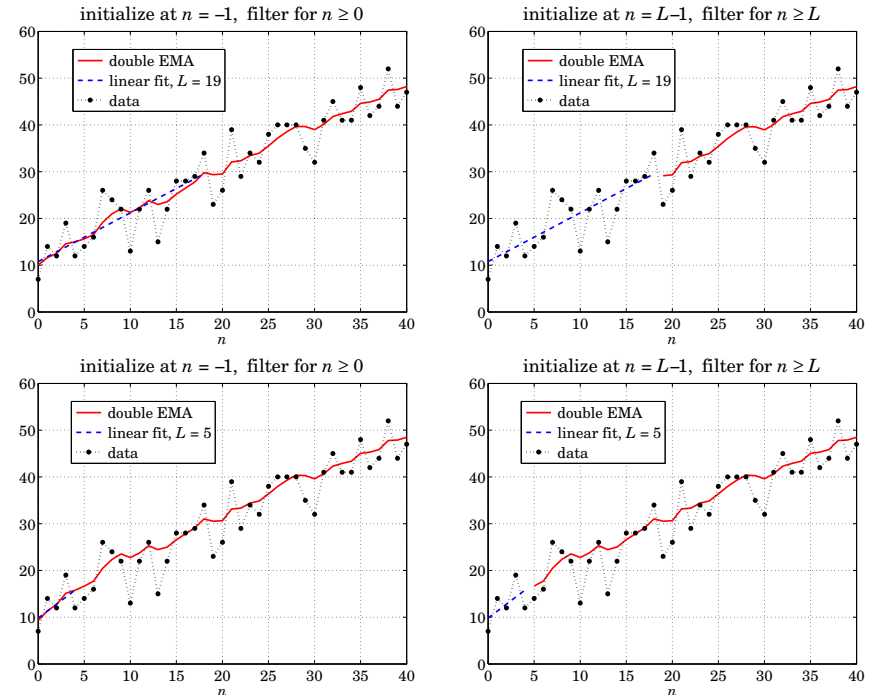 initialize at n = −1, filter for n ≥ 0
60
50
40
30
20
10
0
double EMA
linear fit, L = 19
data
0 5 10 15 20 25 30 35 40
n
initialize at n = L−1, filter for n ≥ L
60
50
40
30
20
10
0
double EMA
linear fit, L = 19
data
0 5 10 15 20 25 30 35 40
n
initialize at n = −1, filter for n ≥ 0
60
50
40
30
20
10
0
double EMA
linear fit, L = 5
data
0 5 10 15 20 25 30 35 40
n
initialize at n = L−1, filter for n ≥ L
60
50
40
30
20
10
0
double EMA
linear fit, L = 5
data
0 5 10 15 20 25 30 35 40
n